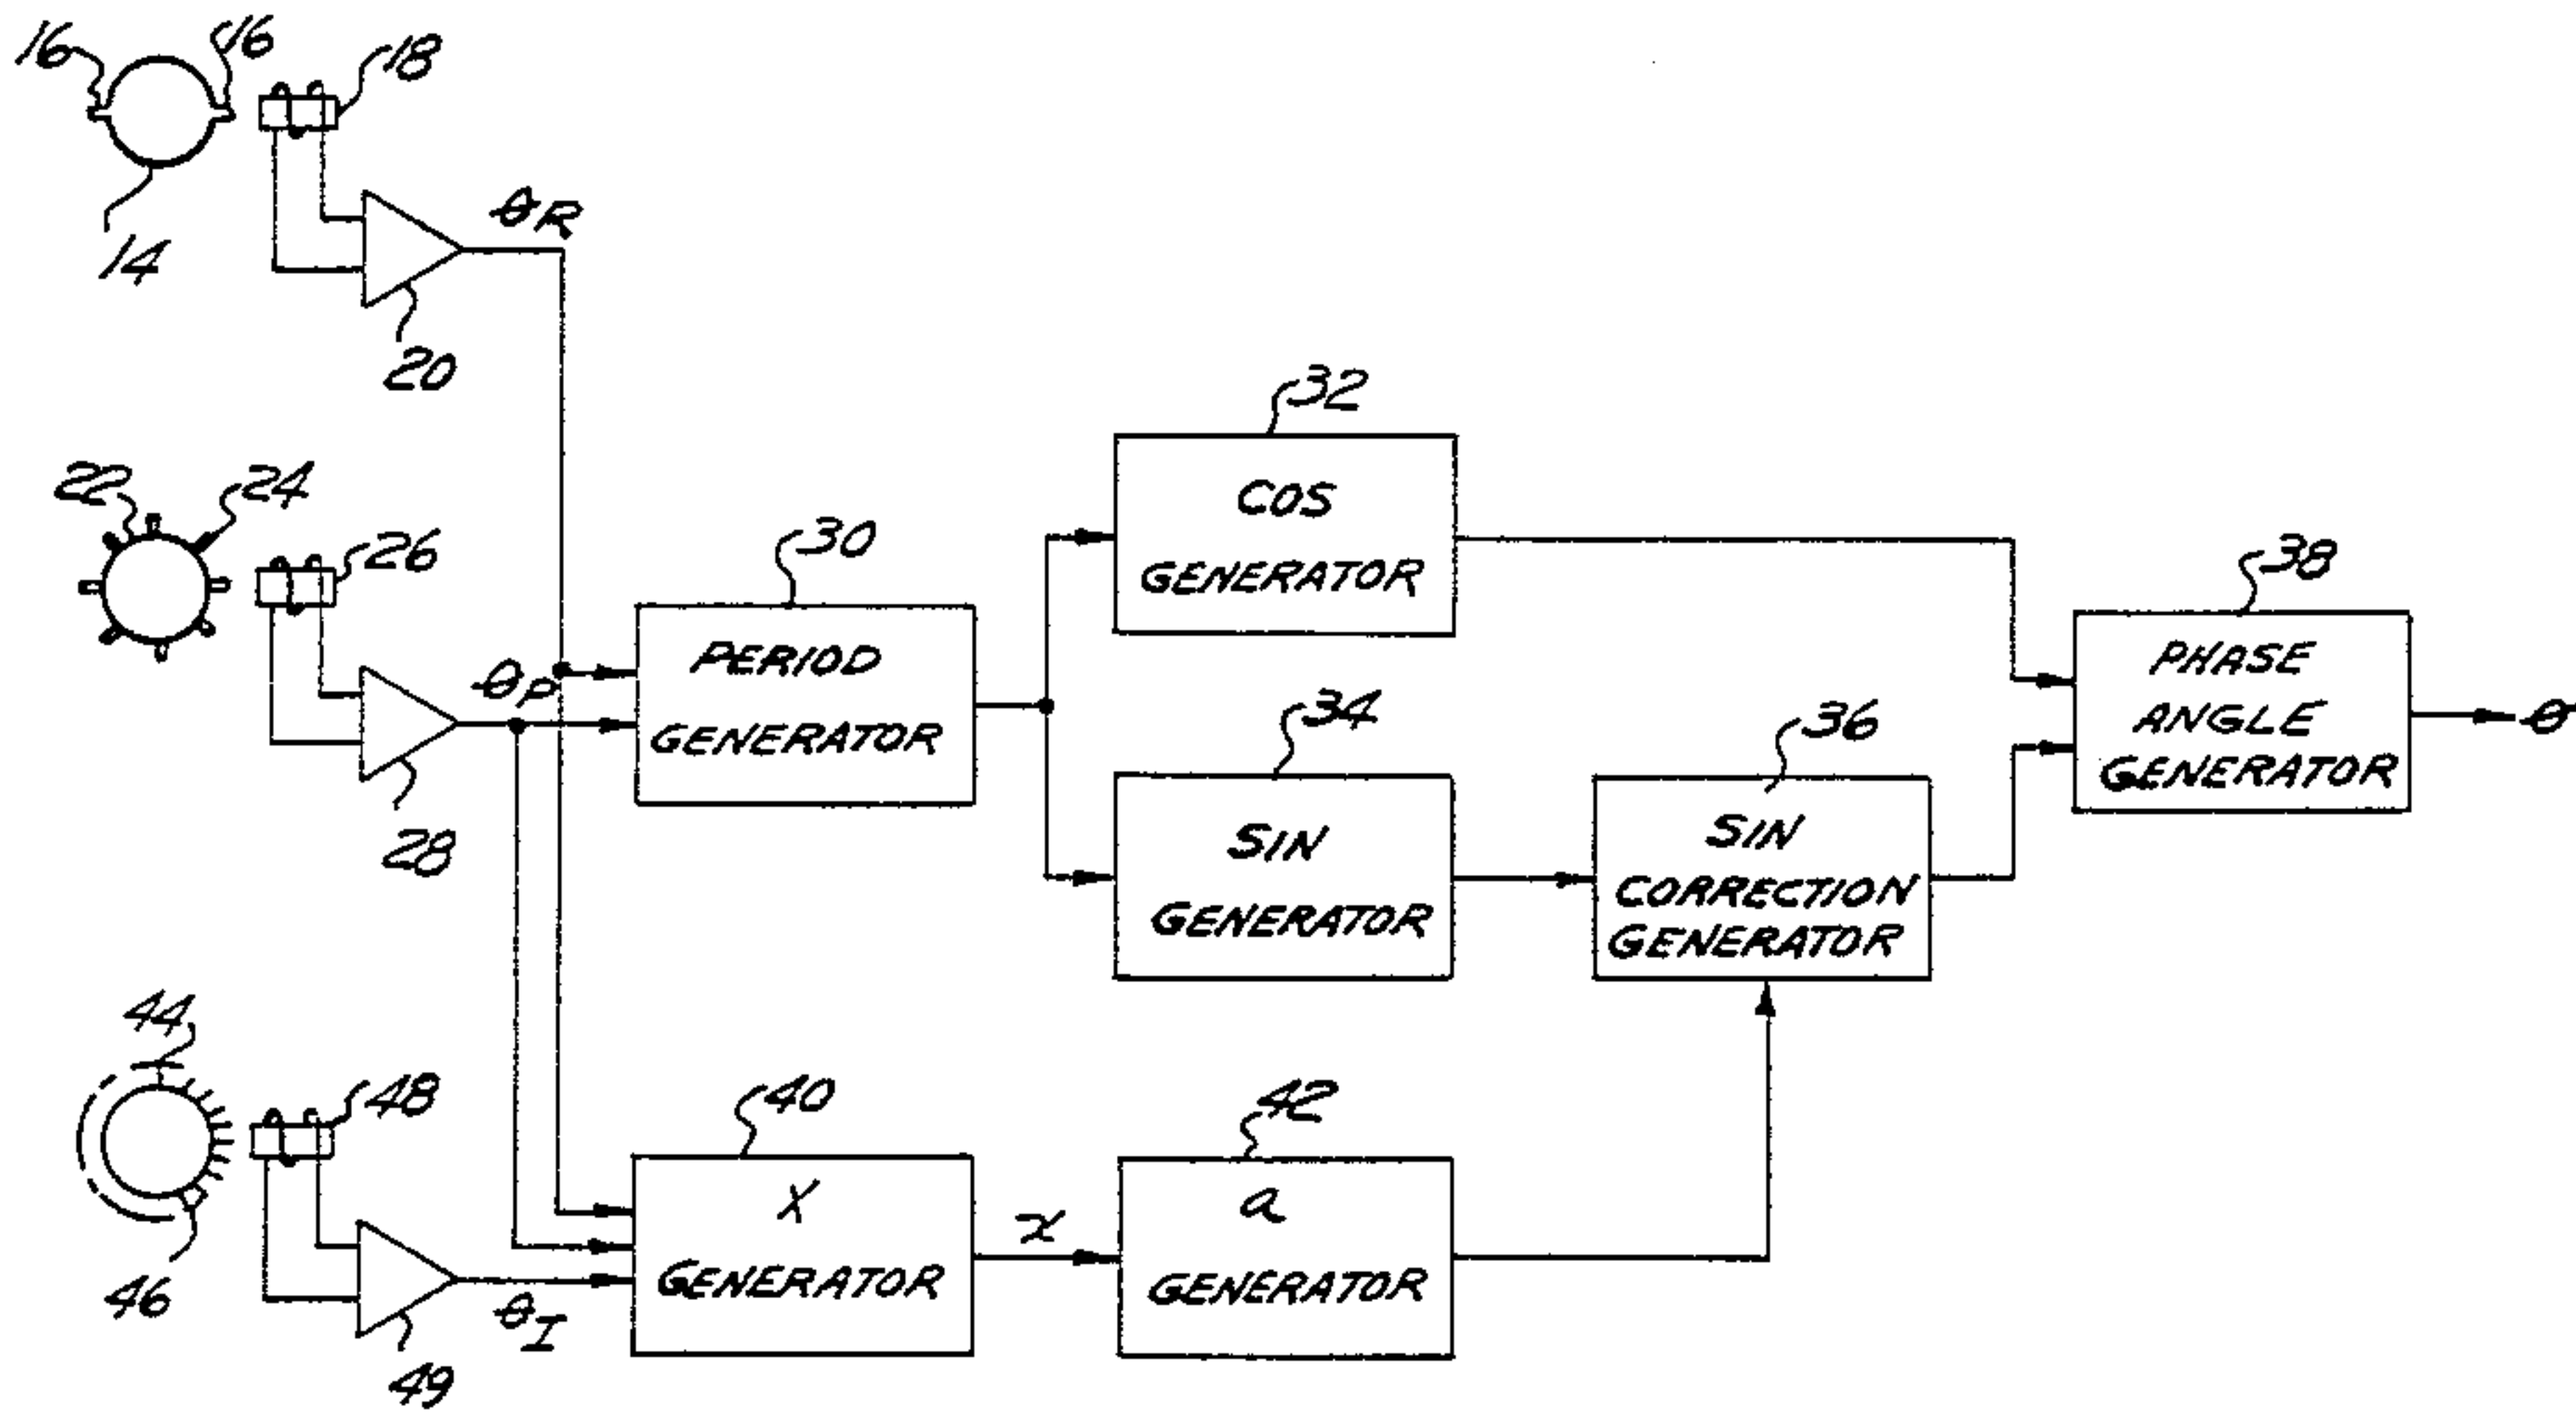 16
16
18
14
θR
20
22
24
26
θP
28
30
PERIOD
GENERATOR
32
COS
GENERATOR
34
SIN
GENERATOR
36
SIN
CORRECTION
GENERATOR
38
PHASE
ANGLE
GENERATOR
θ
44
46
48
49
θI
40
X
GENERATOR
x
42
a
GENERATOR